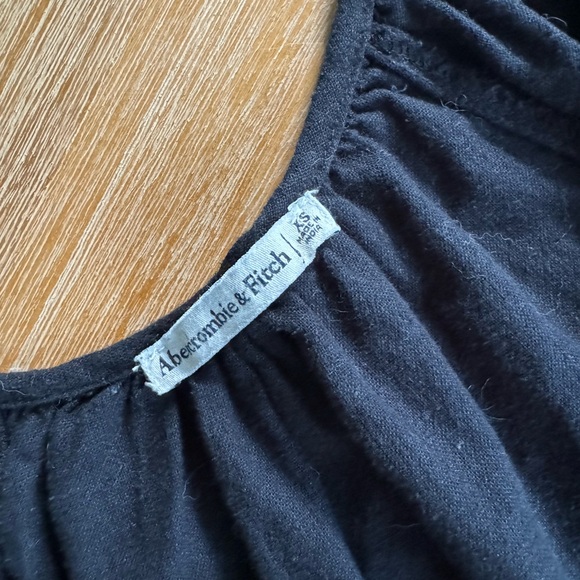 Abercrombie & Fitch
XS
MADE IN
INDIA